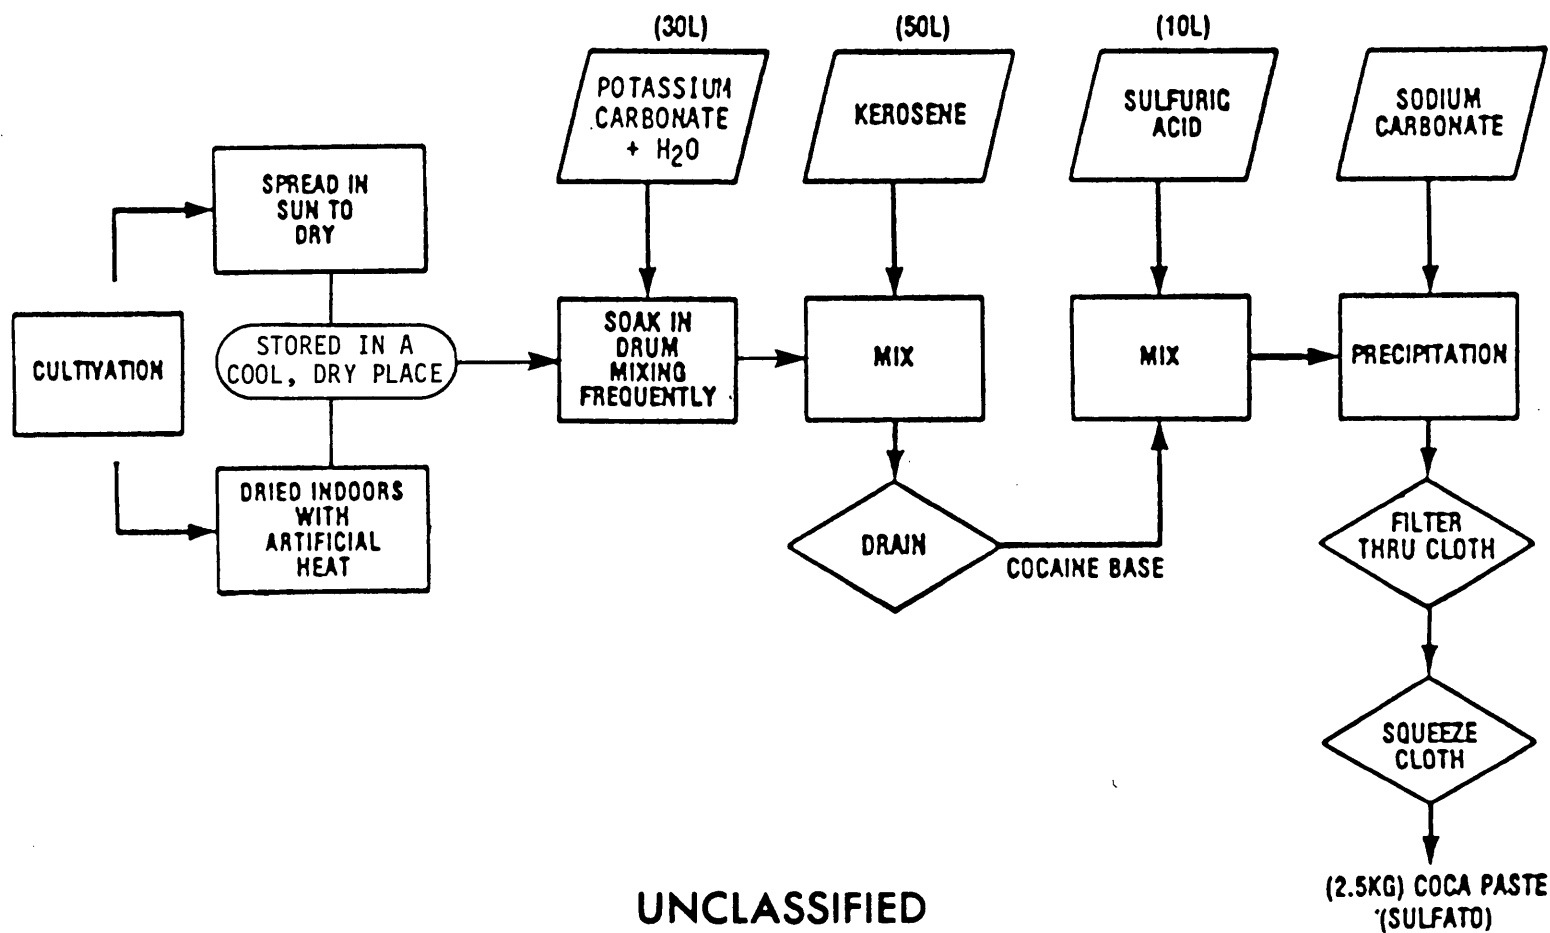 (30L)
(50L)
(10L)
POTASSIUM
CARBONATE
+ H2O
KEROSENE
SULFURIC
ACID
SODIUM
CARBONATE
SPREAD IN
SUN TO
DRY
CULTIVATION
STORED IN A
COOL, DRY PLACE
DRIED INDOORS
WITH
ARTIFICIAL
HEAT
SOAK IN
DRUM
MIXING
FREQUENTLY
MIX
DRAIN
COCAINE BASE
MIX
PRECIPITATION
FILTER
THRU CLOTH
SQUEEZE
CLOTH
(2.5KG) COCA PASTE
(SULFATO)
UNCLASSIFIED